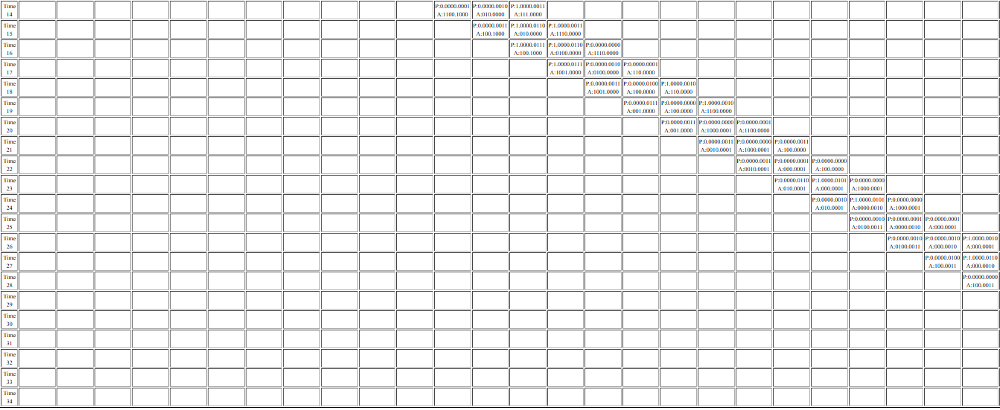 Time P:0.0000.0001 P:0.0000.0010 P:1.0000.0011
14 A:1100.1000 A:010.0000 A:111.0000
Time P:0.0000.0011 P:1.0000.0110 P:1.0000.0011
15 A:100.1000 A:010.0000 A:1110.0000
Time P:1.0000.0111 P:1.0000.0110 P:0.0000.0000
16 A:100.1000 A:0100.0000 A:1110.0000
Time P:1.0000.0111 P:0.0000.0010 P:0.0000.0001
17 A:1001.0000 A:0100.0000 A:110.0000
Time P:0.0000.0011 P:0.0000.0100 P:1.0000.0010
18 A:1001.0000 A:100.0000 A:110.0000
Time P:0.0000.0111 P:0.0000.0000 P:1.0000.0010
19 A:001.0000 A:100.0000 A:1100.0000
Time P:0.0000.0011 P:0.0000.0000 P:0.0000.0001
20 A:001.0000 A:1000.0001 A:1100.0000
Time P:0.0000.0011 P:0.0000.0000 P:0.0000.0011
21 A:0010.0001 A:1000.0001 A:100.0000
Time P:0.0000.0011 P:0.0000.0001 P:0.0000.0000
22 A:0010.0001 A:000.0001 A:100.0000
Time P:0.0000.0110 P:1.0000.0101 P:0.0000.0000
23 A:010.0001 A:000.0001 A:1000.0001
Time P:0.0000.0010 P:1.0000.0101 P:0.0000.0000
24 A:010.0001 A:0000.0010 A:1000.0001
Time P:0.0000.0010 P:0.0000.0001 P:0.0000.0001
25 A:0100.0011 A:0000.0010 A:000.0001
Time P:0.0000.0010 P:0.0000.0010 P:1.0000.0010
26 A:0100.0011 A:000.0010 A:000.0001
Time P:0.0000.0100 P:1.0000.0110
27 A:100.0011 A:000.0010
Time P:0.0000.0000
28 A:100.0011
Time
29
Time
30
Time
31
Time
32
Time
33
Time
34